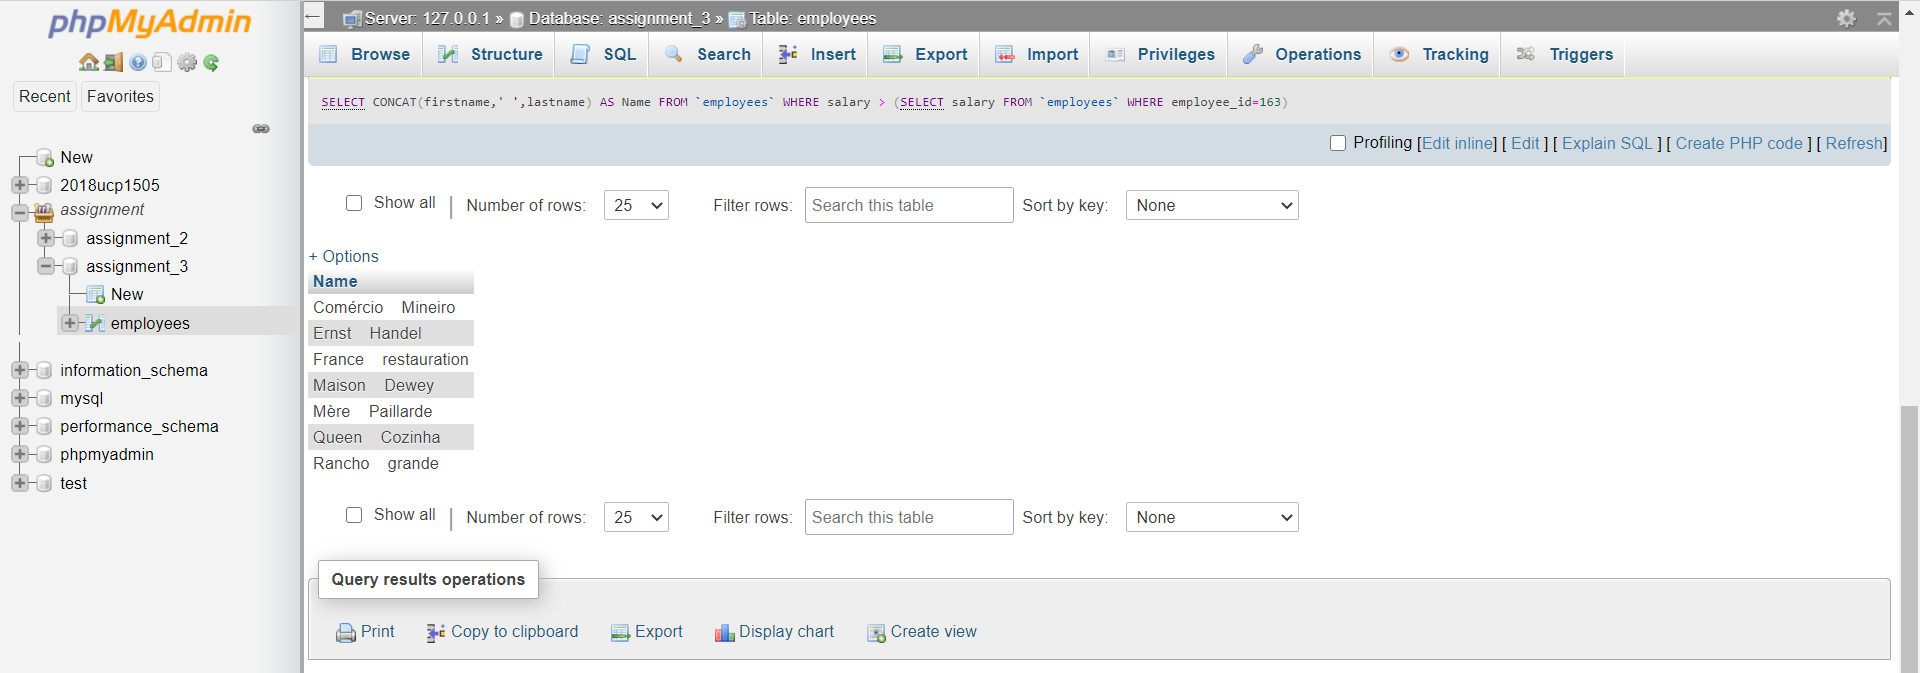 phpMyAdmin
Recent Favorites
New
2018ucp1505
assignment
assignment_2
assignment_3
New
employees
information_schema
mysql
performance_schema
phpmyadmin
test
Server: 127.0.0.1 » Database: assignment_3 » Table: employees
Browse Structure SQL Search Insert Export Import Privileges Operations Tracking Triggers
SELECT CONCAT(firstname,' ',lastname) AS Name FROM `employees` WHERE salary > (SELECT salary FROM `employees` WHERE employee_id=163)
Profiling [Edit inline] [ Edit ] [ Explain SQL ] [ Create PHP code ] [ Refresh]
Show all | Number of rows: 25 Filter rows: Search this table Sort by key: None
+ Options
Name
Comércio Mineiro
Ernst Handel
France restauration
Maison Dewey
Mère Paillarde
Queen Cozinha
Rancho grande
Show all | Number of rows: 25 Filter rows: Search this table Sort by key: None
Query results operations
Print Copy to clipboard Export Display chart Create view